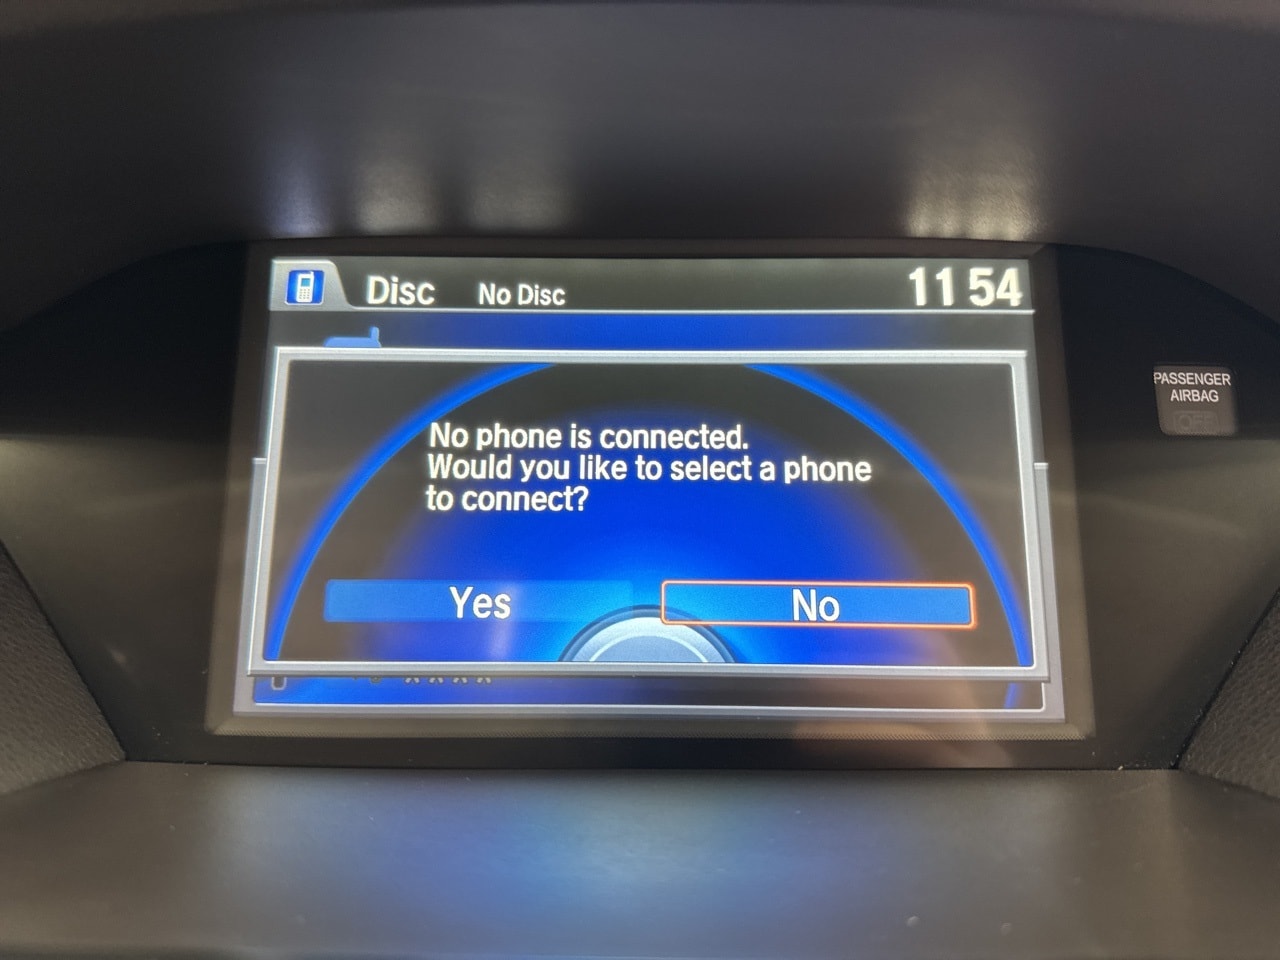 Disc No Disc 11 54
No phone is connected.
Would you like to select a phone
to connect?
Yes No
PASSENGER
AIRBAG
OFF